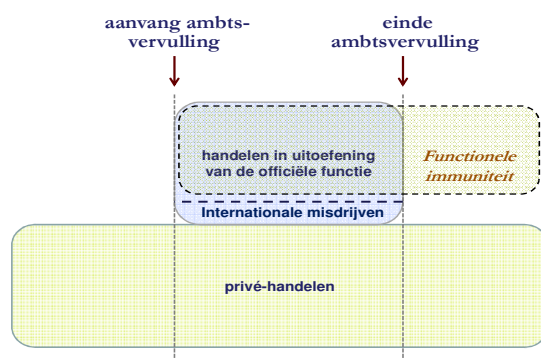 aanvang ambts-
vervulling
einde
ambtsvervulling
handelen in uitoefening
van de officiële functie
Functionele
immuniteit
Internationale misdrijven
privé-handelen